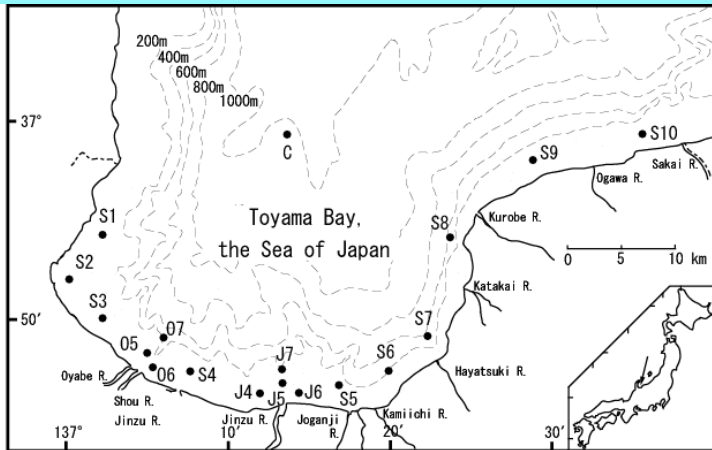 200m
400m
600m
800m
1000m
37°
C
S10
S9
Sakai R.
Ogawa R.
S1
Toyama Bay,
the Sea of Japan
S8
Kurobe R.
0 5 10
km
S2
Katakai R.
S3
50′
O7
S7
O5
J7
S6
Hayatsuki R.
Oyabe R.
O6
S4
J4
J5
J6
S5
Shou R.
Jinzu R.
Jinzu R.
Joganji
R.
Kamiichi R.
137°
10
20
30